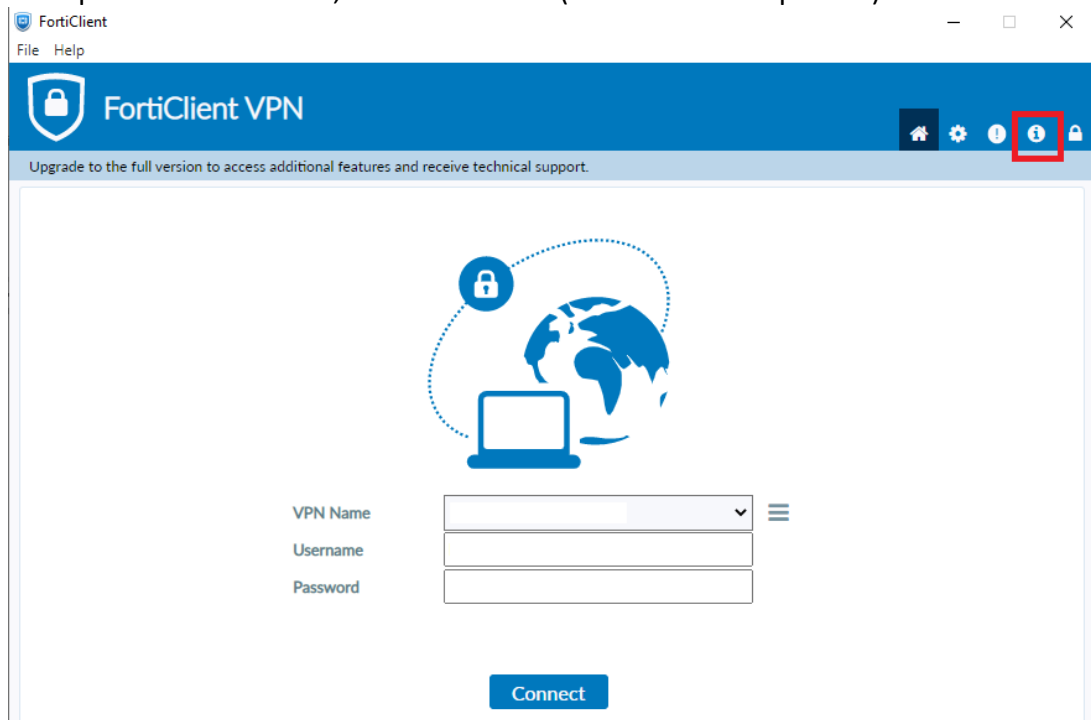 FortiClient
File Help
FortiClient VPN
Upgrade to the full version to access additional features and receive technical support.
VPN Name
Username
Password
Connect